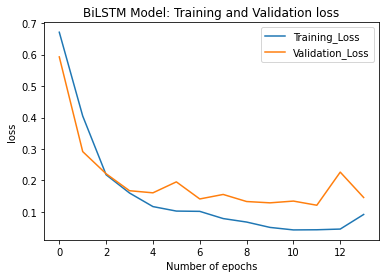 BiLSTM Model: Training and Validation loss
0.7
0.6
0.5
0.4
0.3
0.2
0.1
loss
Training_Loss
Validation_Loss
0 2 4 6 8 10 12
Number of epochs